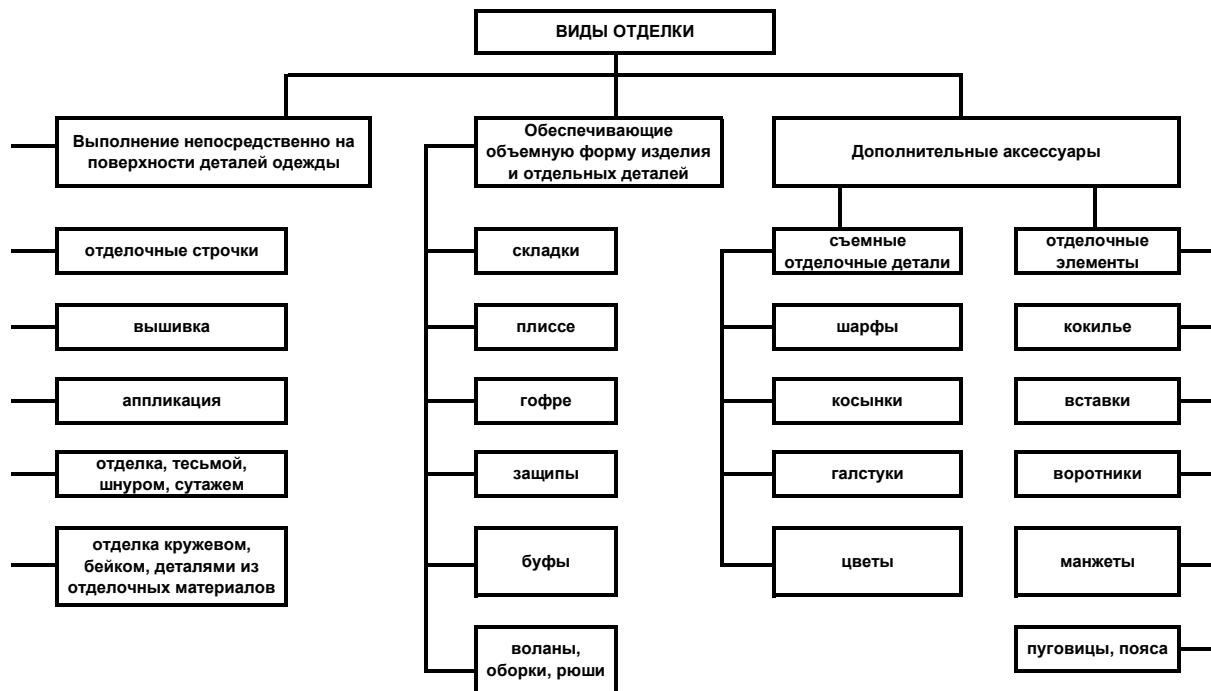 ВИДЫ ОТДЕЛКИ
Выполнение непосредственно на
поверхности деталей одежды
отделочные строчки
вышивка
аппликация
отделка, тесьмой,
шнуром, сутажем
отделка кружевом,
бейком, деталями из
отделочных материалов
Обеспечивающие
объемную форму изделия
и отдельных деталей
складки
плиссе
гофре
защипы
буфы
воланы,
оборки, рюши
Дополнительные аксессуары
съемные
отделочные детали
шарфы
косынки
галстуки
цветы
отделочные
элементы
кокилье
вставки
воротники
манжеты
пуговицы, пояса